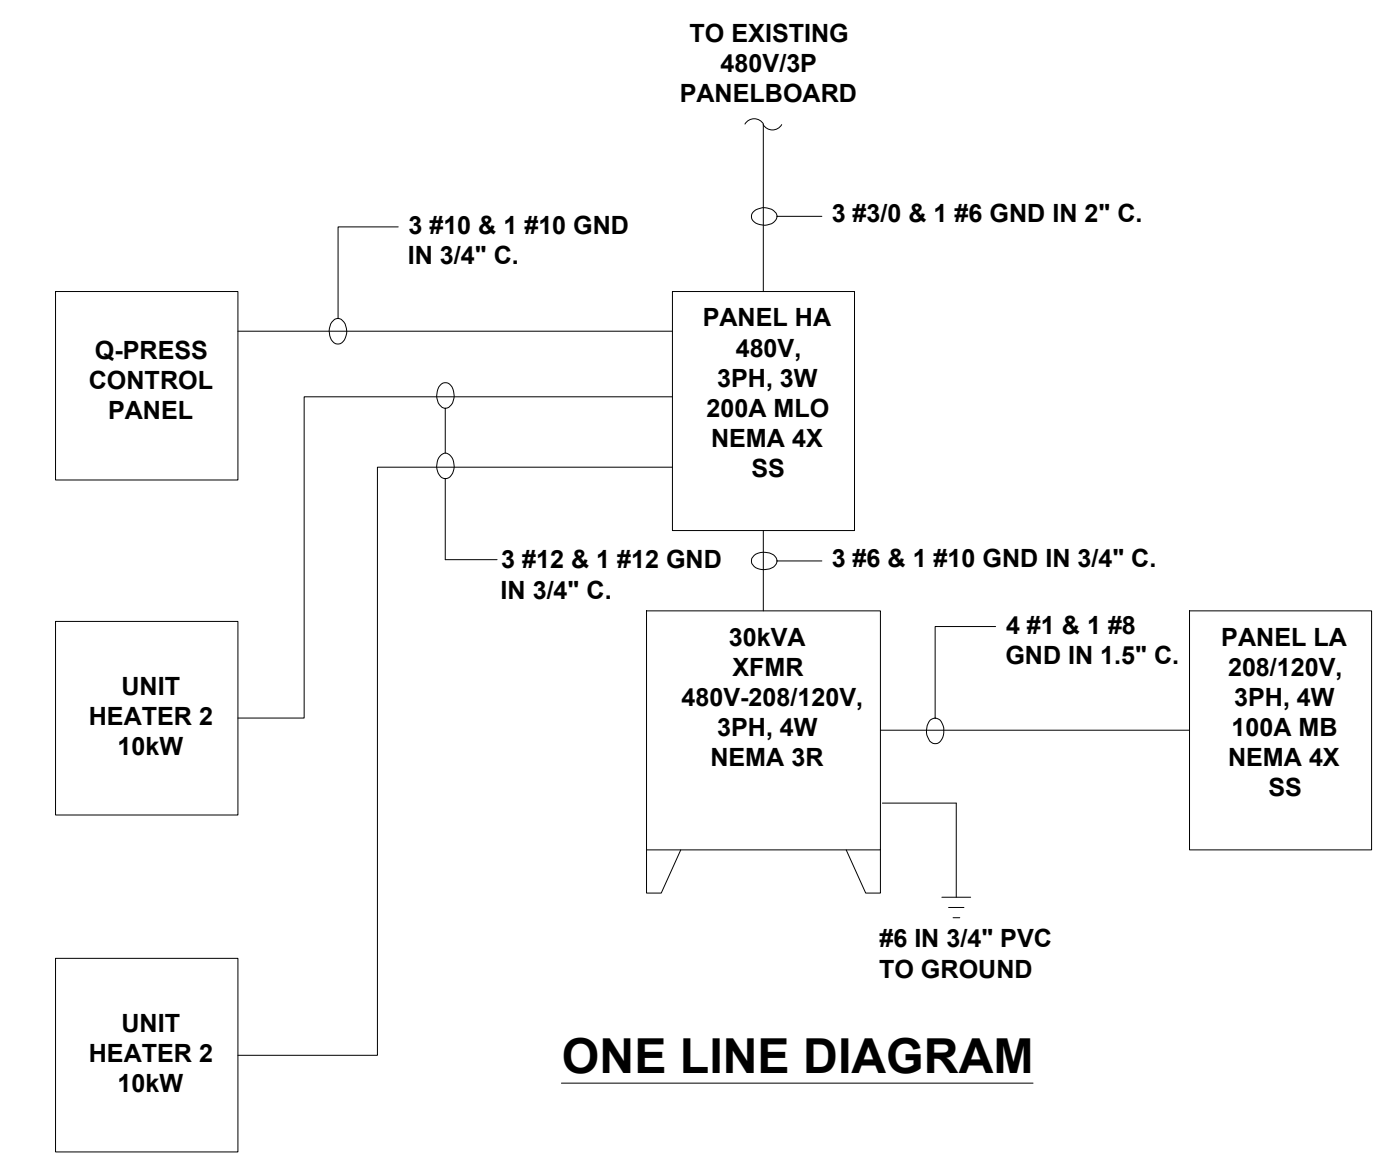 TO EXISTING
480V/3P
PANELBOARD
3 #3/0 & 1 #6 GND IN 2" C.
3 #10 & 1 #10 GND
IN 3/4" C.
Q-PRESS
CONTROL
PANEL
PANEL HA
480V,
3PH, 3W
200A MLO
NEMA 4X
SS
3 #12 & 1 #12 GND
IN 3/4" C.
3 #6 & 1 #10 GND IN 3/4" C.
UNIT
HEATER 2
10kW
30kVA
XFMR
480V-208/120V,
3PH, 4W
NEMA 3R
4 #1 & 1 #8
GND IN 1.5" C.
PANEL LA
208/120V,
3PH, 4W
100A MB
NEMA 4X
SS
#6 IN 3/4" PVC
TO GROUND
UNIT
HEATER 2
10kW
ONE LINE DIAGRAM